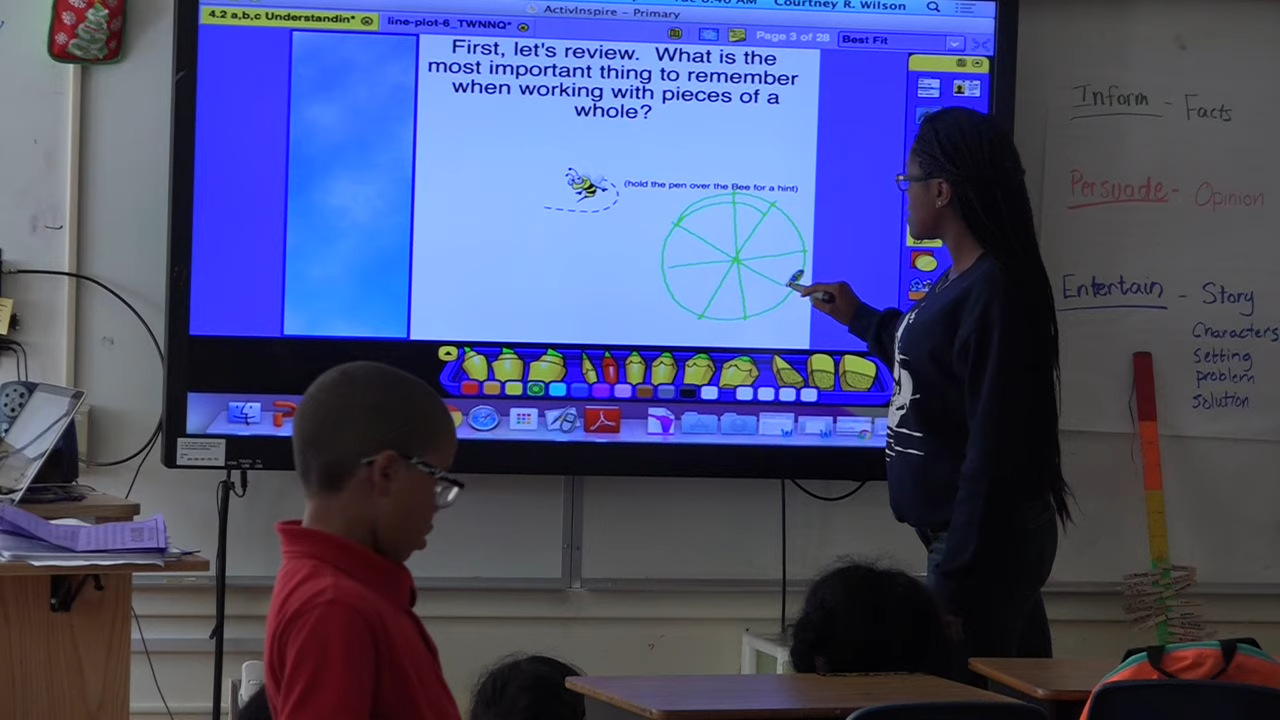 Courtney R. Wilson
ActivInspire – Primary
4.2 a,b,c Understandin*
line-plot-6_TWNNQ*
Page 3 of 28
Best Fit
First, let's review. What is the
most important thing to remember
when working with pieces of a
whole?
(hold the pen over the Bee for a hint)
Inform - Facts
Persuade - Opinion
Entertain - Story
Characters
Setting
problem
solution